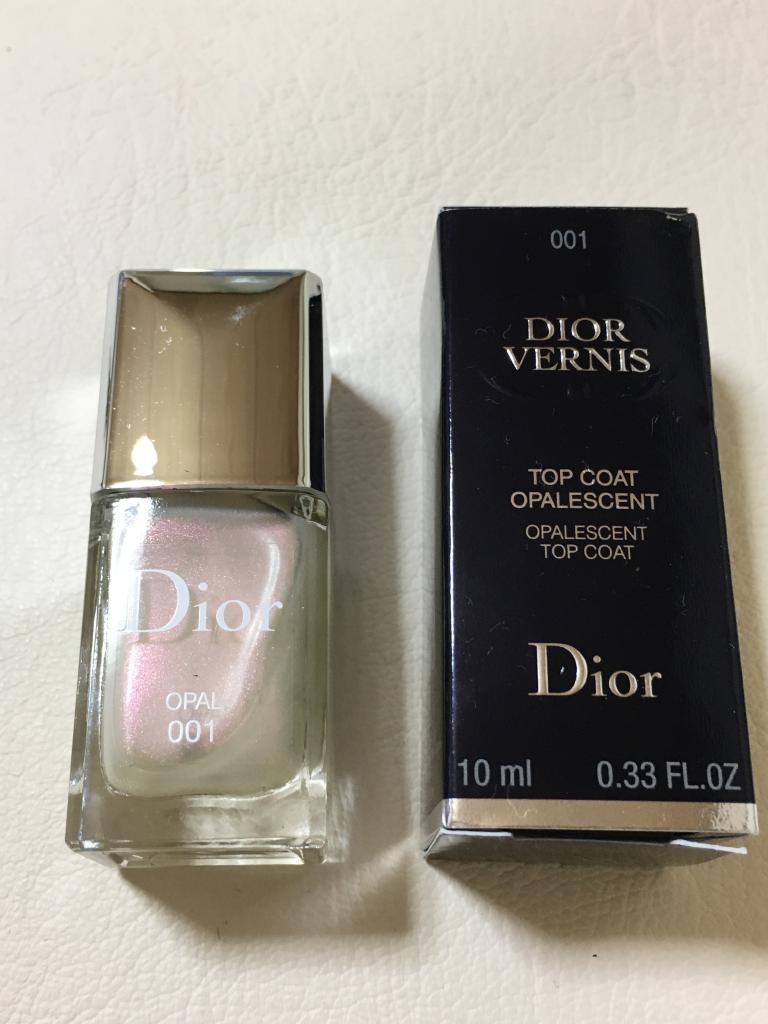 Dior
OPAL
001
001
DIOR
VERNIS
TOP COAT
OPALESCENT
OPALESCENT
TOP COAT
Dior
10 ml 0.33 FL.OZ